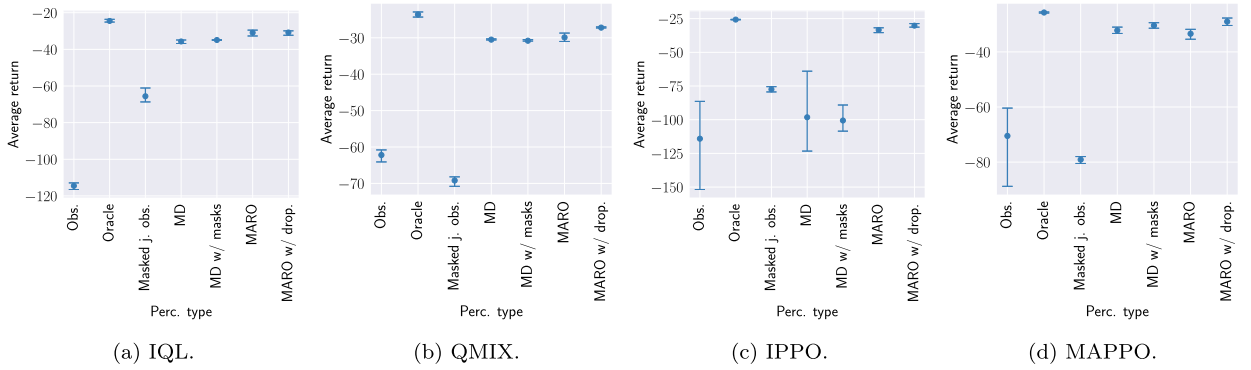 Average return
−20
−40
−60
−80
−100
−120
Obs.
Oracle
Masked j. obs.
MD
MD w/ masks
MARO
MARO w/ drop.
Perc. type
(a) IQL.
Average return
−30
−40
−50
−60
−70
Obs.
Oracle
Masked j. obs.
MD
MD w/ masks
MARO
MARO w/ drop.
Perc. type
(b) QMIX.
Average return
−25
−50
−75
−100
−125
−150
Obs.
Oracle
Masked j. obs.
MD
MD w/ masks
MARO
MARO w/ drop.
Perc. type
(c) IPPO.
Average return
−40
−60
−80
Obs.
Oracle
Masked j. obs.
MD
MD w/ masks
MARO
MARO w/ drop.
Perc. type
(d) MAPPO.